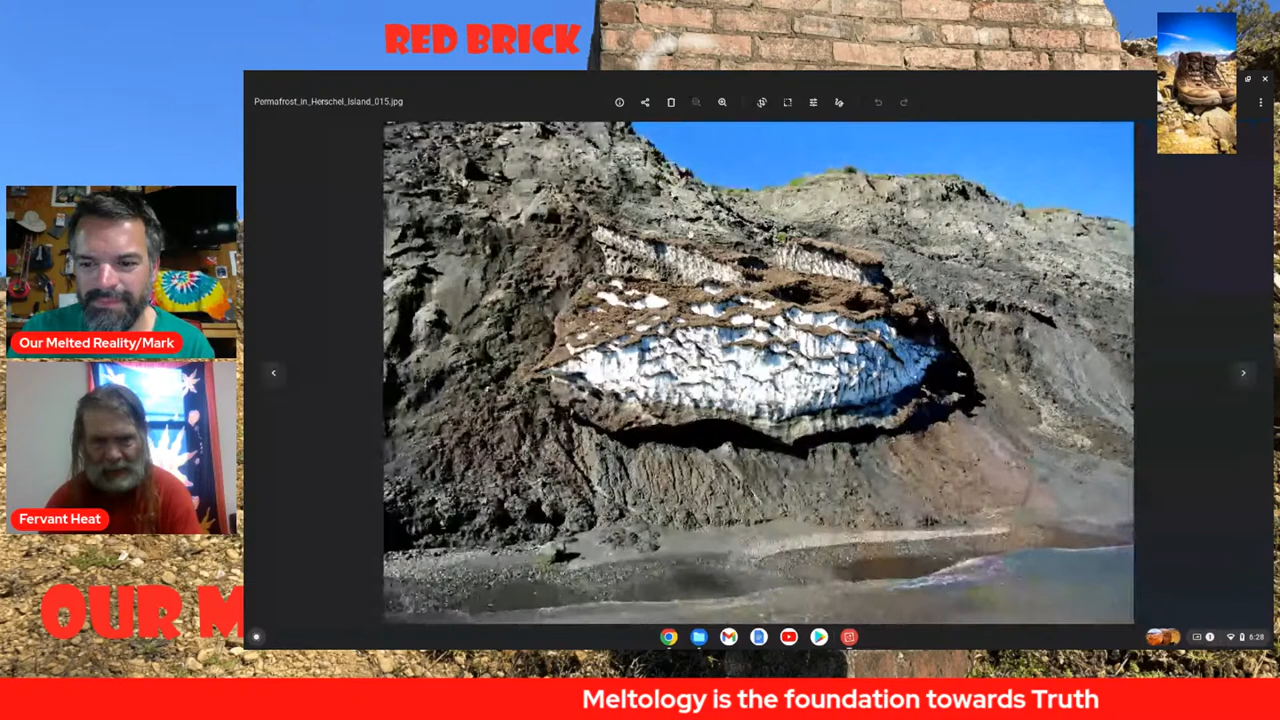 RED BRICK
Permafrost_in_Herschel_Island_015.jpg
Our Melted Reality/Mark
Fervant Heat
OUR M
6:28
Meltology is the foundation towards Truth